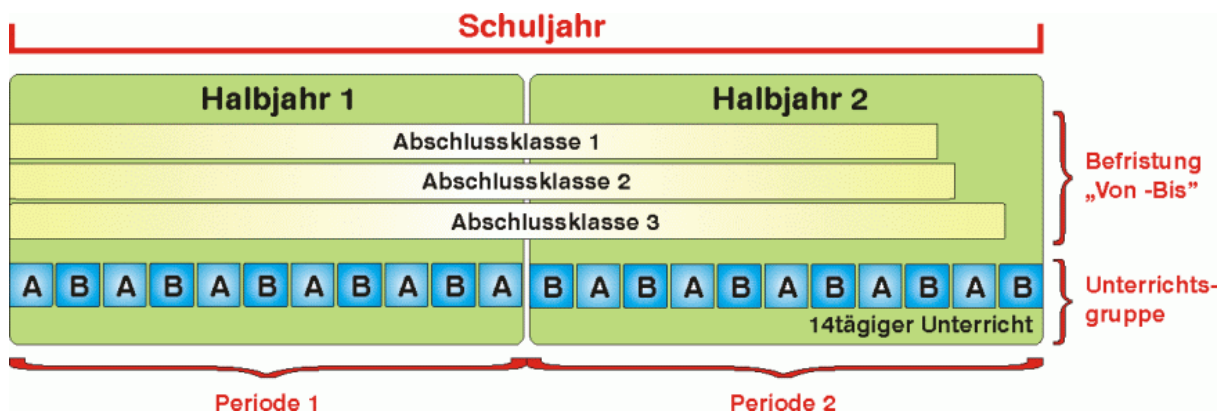 Schuljahr
Halbjahr 1 Halbjahr 2
Abschlussklasse 1
Abschlussklasse 2
Abschlussklasse 3
Befristung
„Von -Bis”
A B A B A B A B A B A B A B A B A B A B A B
Unterrichts-
gruppe
14tägiger Unterricht
Periode 1 Periode 2